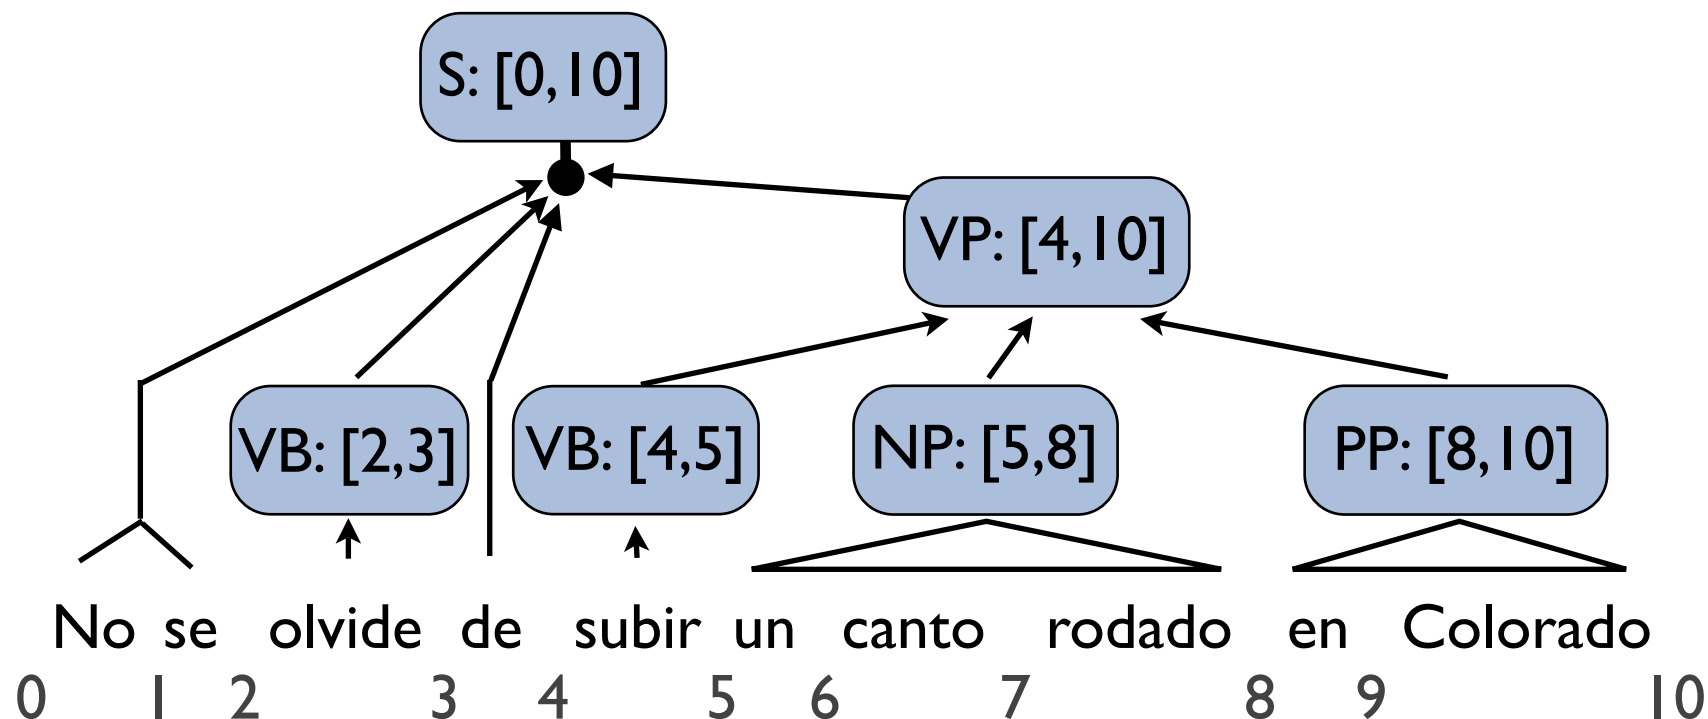 S: [0,10]
VP: [4,10]
VB: [2,3] VB: [4,5] NP: [5,8] PP: [8,10]
No se olvide de subir un canto rodado en Colorado
0 1 2 3 4 5 6 7 8 9 10